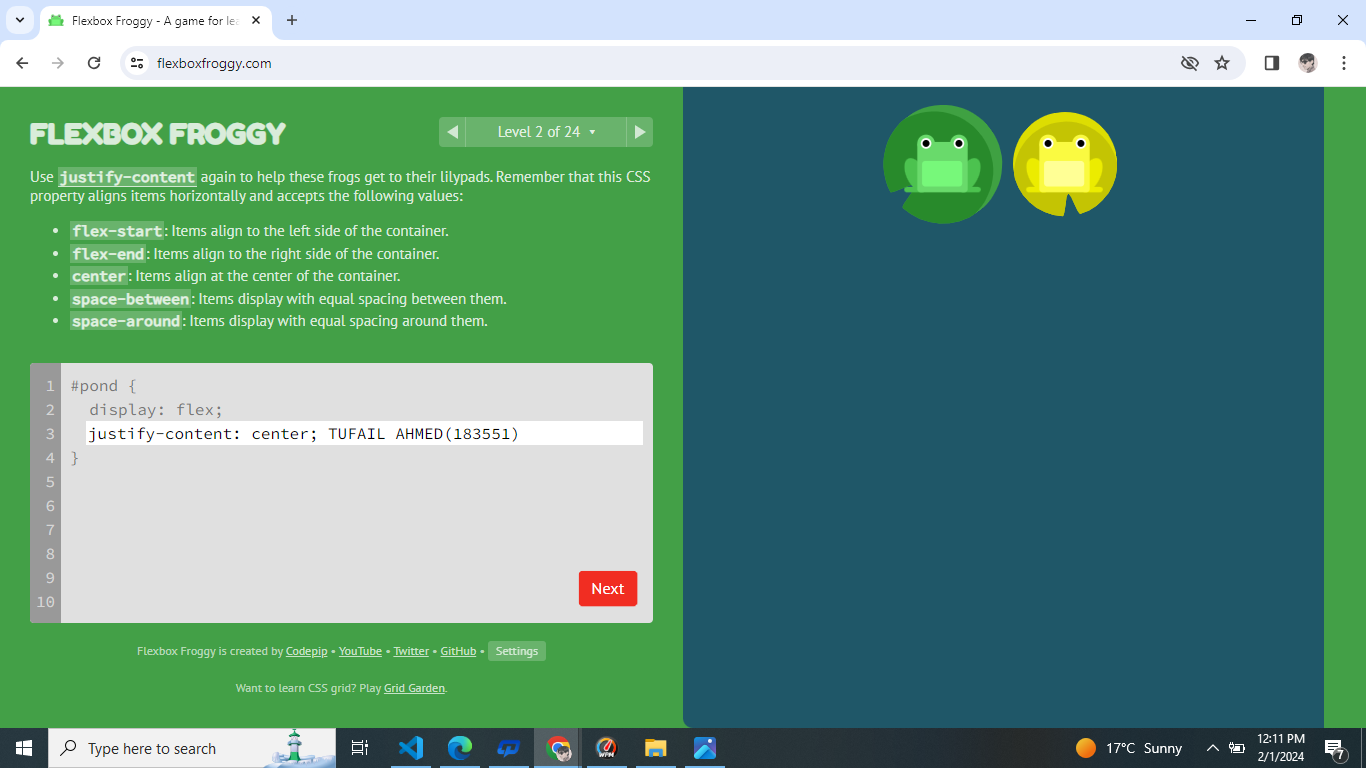 Flexbox Froggy - A game for lea
flexboxfroggy.com
FLEXBOX FROGGY
Level 2 of 24
Use justify-content again to help these frogs get to their lilypads. Remember that this CSS
property aligns items horizontally and accepts the following values:
• flex-start: Items align to the left side of the container.
• flex-end: Items align to the right side of the container.
• center: Items align at the center of the container.
• space-between: Items display with equal spacing between them.
• space-around: Items display with equal spacing around them.
1 #pond {
2 display: flex;
3 justify-content: center; TUFAIL AHMED(183551)
4 }
5
6
7
8
9
10
Next
Flexbox Froggy is created by Codepip • YouTube • Twitter • GitHub • Settings
Want to learn CSS grid? Play Grid Garden.
Type here to search
WPM
17°C Sunny
12:11 PM
2/1/2024
7